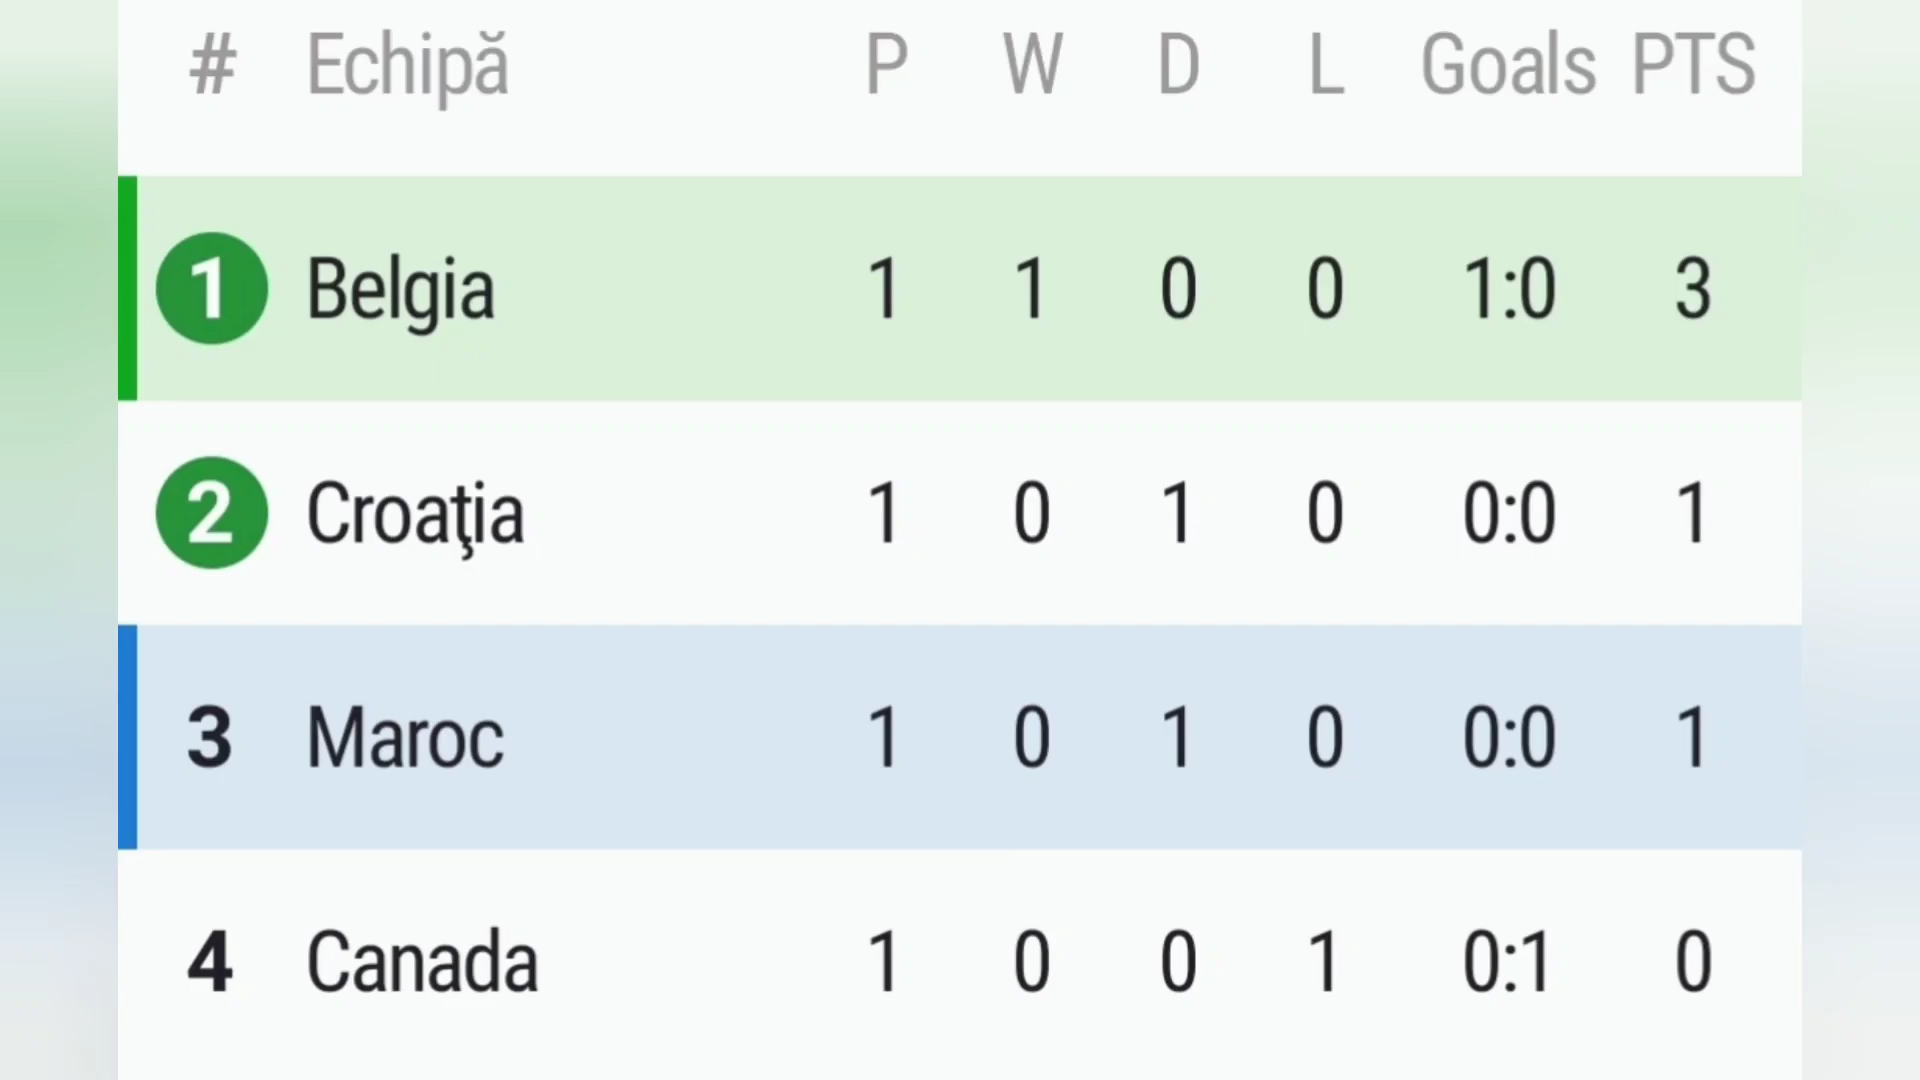 # Echipă P W D L Goals PTS
1 Belgia 1 1 0 0 1:0 3
2 Croaţia 1 0 1 0 0:0 1
3 Maroc 1 0 1 0 0:0 1
4 Canada 1 0 0 1 0:1 0